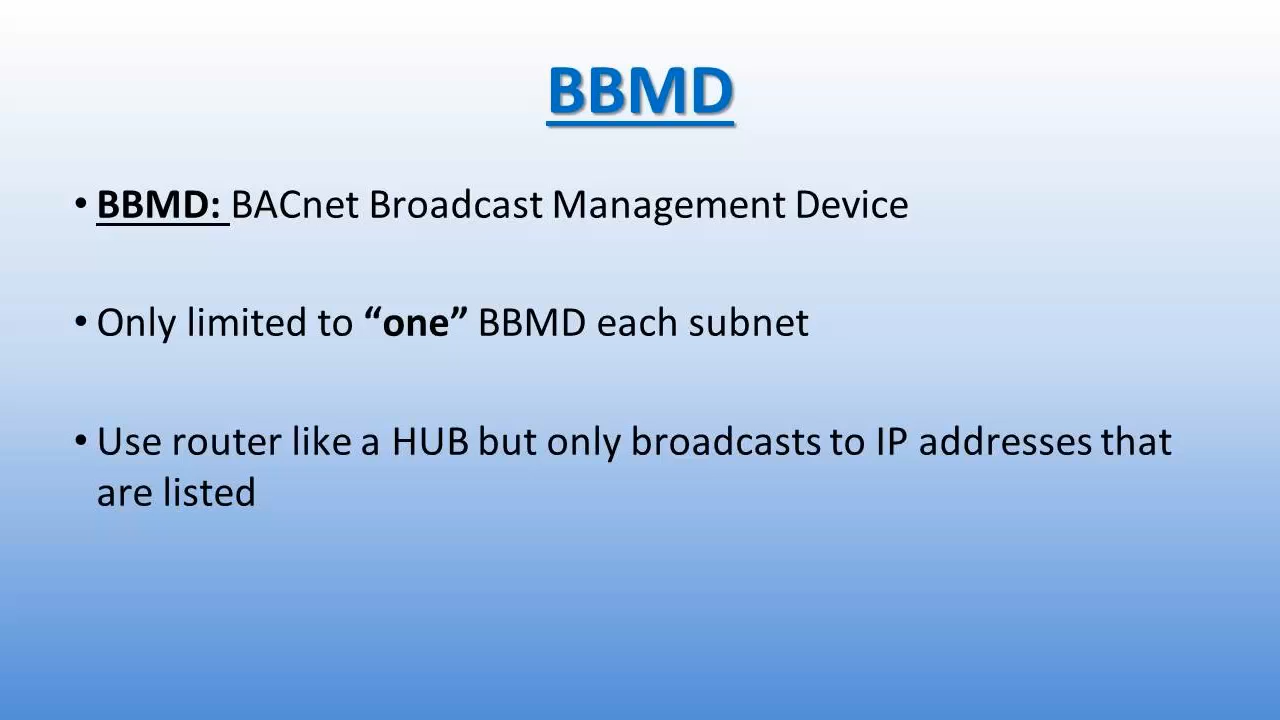 BBMD
• BBMD: BACnet Broadcast Management Device
• Only limited to “one” BBMD each subnet
• Use router like a HUB but only broadcasts to IP addresses that
are listed